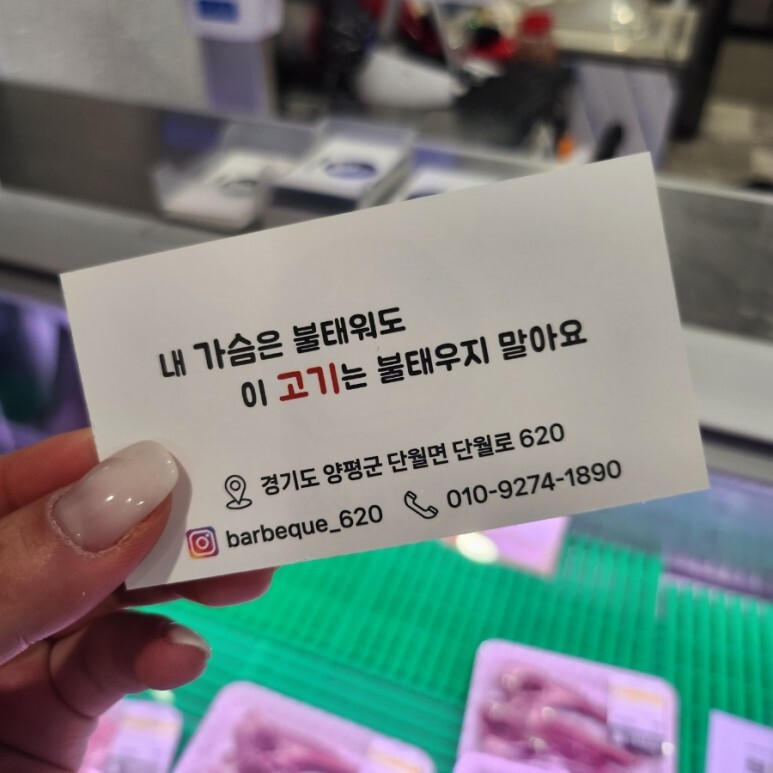 내 가슴은 불태워도
이 고기는 불태우지 말아요
경기도 양평군 단월면 단월로 620
barbeque_620 010-9274-1890